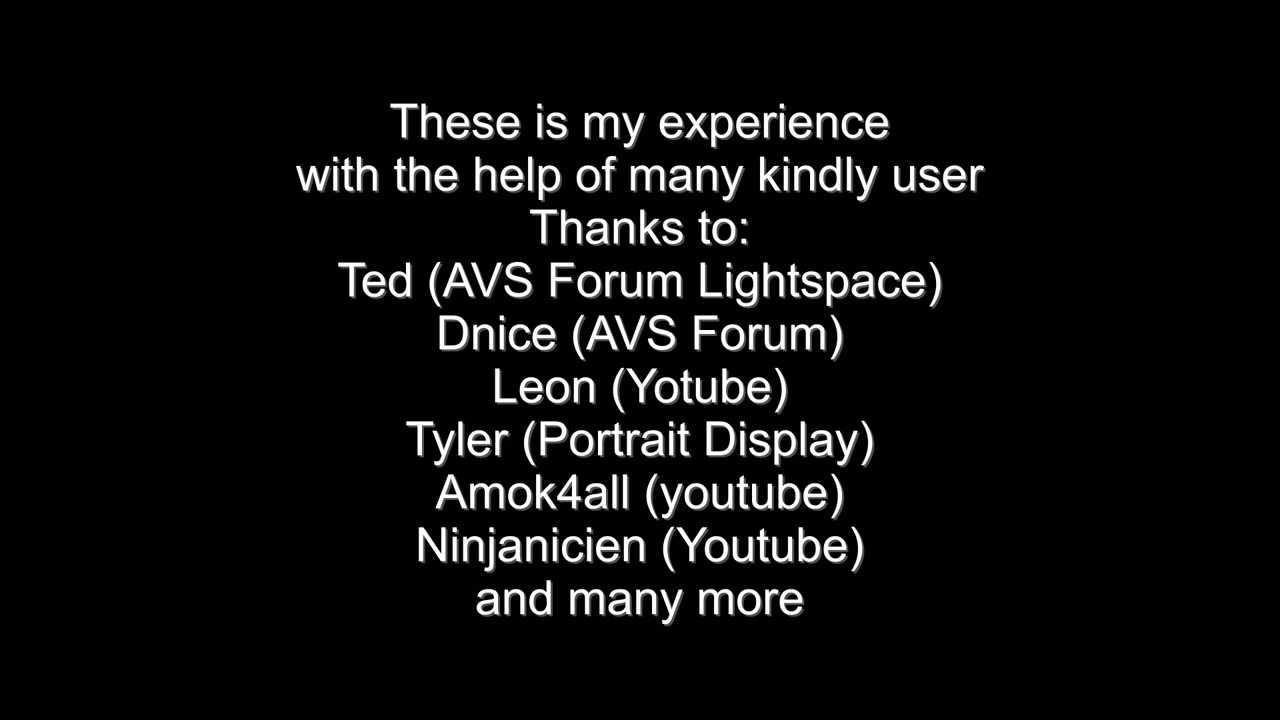 These is my experience
with the help of many kindly user
Thanks to:
Ted (AVS Forum Lightspace)
Dnice (AVS Forum)
Leon (Yotube)
Tyler (Portrait Display)
Amok4all (youtube)
Ninjanicien (Youtube)
and many more